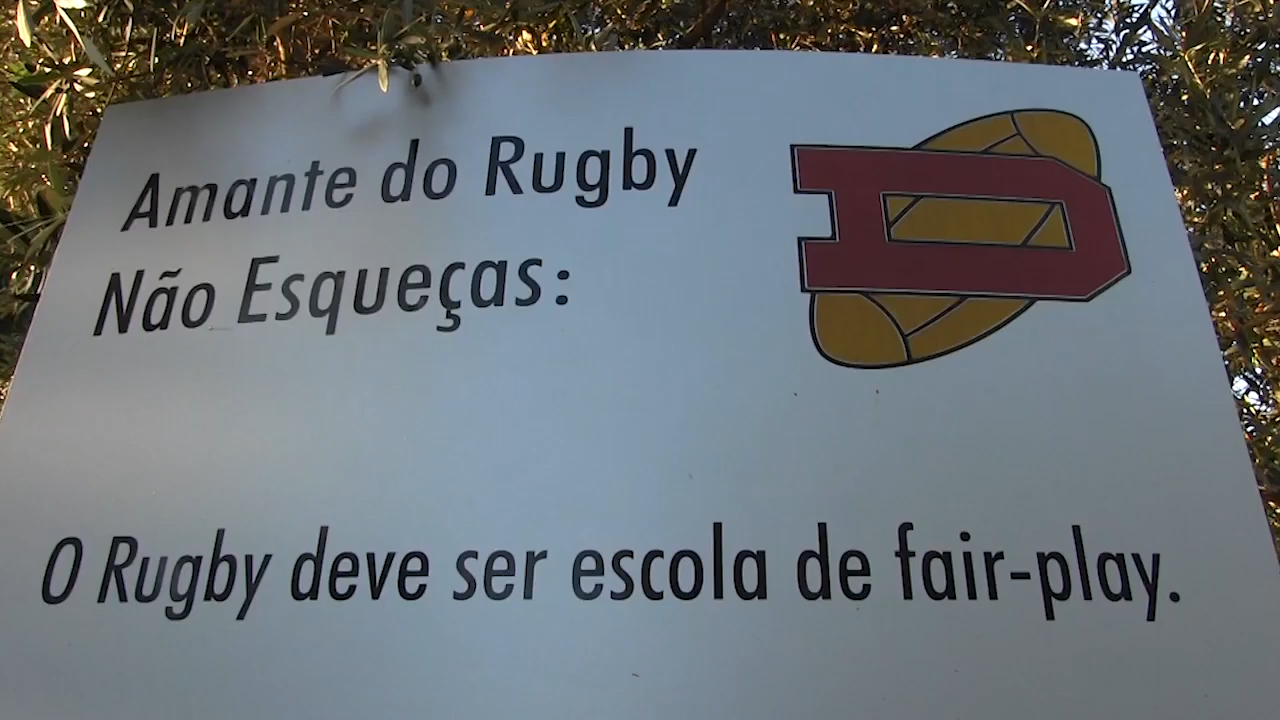 Amante do Rugby
Não Esqueças:
D
O Rugby deve ser escola de fair-play.